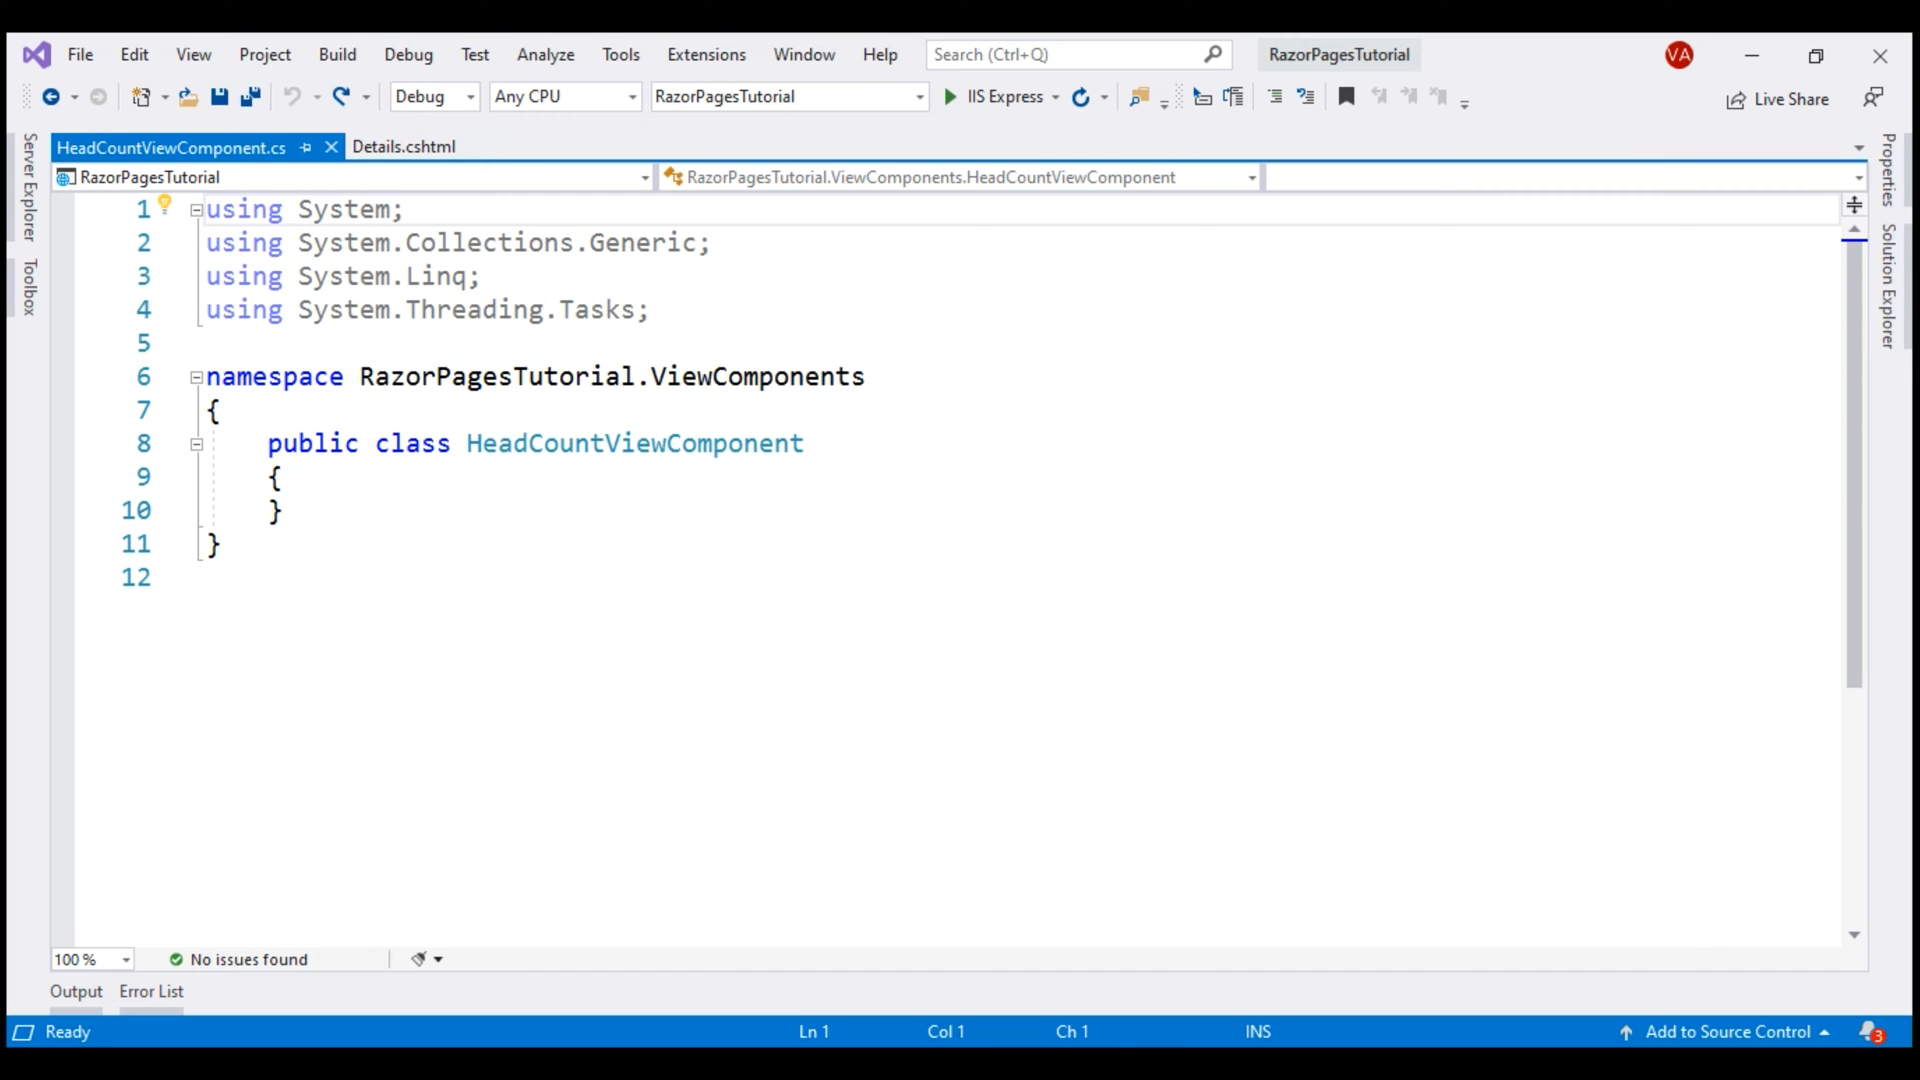 File Edit View Project Build Debug Test Analyze Tools Extensions Window Help Search (Ctrl+Q) RazorPagesTutorial VA
Debug Any CPU RazorPagesTutorial IIS Express Live Share
HeadCountViewComponent.cs Details.cshtml
RazorPagesTutorial RazorPagesTutorial.ViewComponents.HeadCountViewComponent
Server Explorer
Toolbox
Properties
Solution Explorer
1 using System;
2 using System.Collections.Generic;
3 using System.Linq;
4 using System.Threading.Tasks;
5
6 namespace RazorPagesTutorial.ViewComponents
7 {
8 public class HeadCountViewComponent
9 {
10 }
11 }
12
100 % No issues found
Output Error List
Ready Ln 1 Col 1 Ch 1 INS Add to Source Control 3